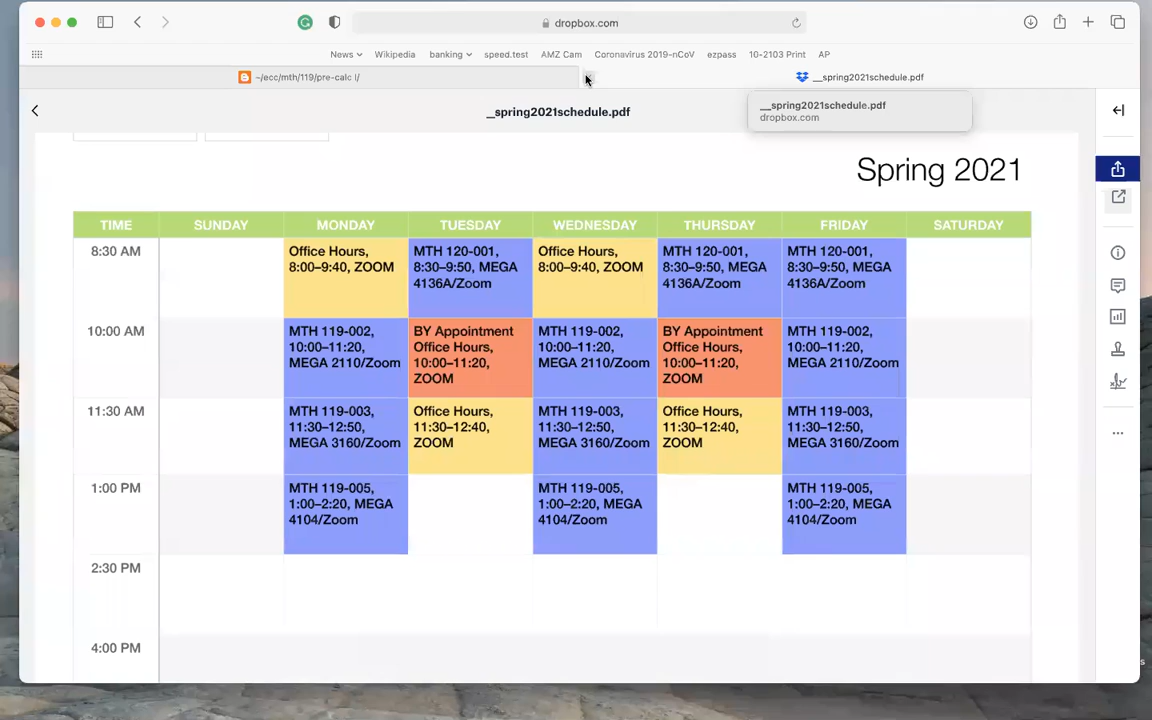 dropbox.com
News
Wikipedia
banking
speed.test
AMZ Cam
Coronavirus 2019-nCoV
ezpass
10-2103 Print
AP
~/ecc/mth/119/pre-calc I/
__spring2021schedule.pdf
__spring2021schedule.pdf
__spring2021schedule.pdf
dropbox.com
Spring 2021
TIME SUNDAY MONDAY TUESDAY WEDNESDAY THURSDAY FRIDAY SATURDAY
8:30 AM
Office Hours,
8:00–9:40, ZOOM
MTH 120-001,
8:30–9:50, MEGA
4136A/Zoom
Office Hours,
8:00–9:40, ZOOM
MTH 120-001,
8:30–9:50, MEGA
4136A/Zoom
MTH 120-001,
8:30–9:50, MEGA
4136A/Zoom
10:00 AM
MTH 119-002,
10:00–11:20,
MEGA 2110/Zoom
BY Appointment
Office Hours,
10:00–11:20,
ZOOM
MTH 119-002,
10:00–11:20,
MEGA 2110/Zoom
BY Appointment
Office Hours,
10:00–11:20,
ZOOM
MTH 119-002,
10:00–11:20,
MEGA 2110/Zoom
11:30 AM
MTH 119-003,
11:30–12:50,
MEGA 3160/Zoom
Office Hours,
11:30–12:40,
ZOOM
MTH 119-003,
11:30–12:50,
MEGA 3160/Zoom
Office Hours,
11:30–12:40,
ZOOM
MTH 119-003,
11:30–12:50,
MEGA 3160/Zoom
1:00 PM
MTH 119-005,
1:00–2:20, MEGA
4104/Zoom
MTH 119-005,
1:00–2:20, MEGA
4104/Zoom
MTH 119-005,
1:00–2:20, MEGA
4104/Zoom
2:30 PM
4:00 PM